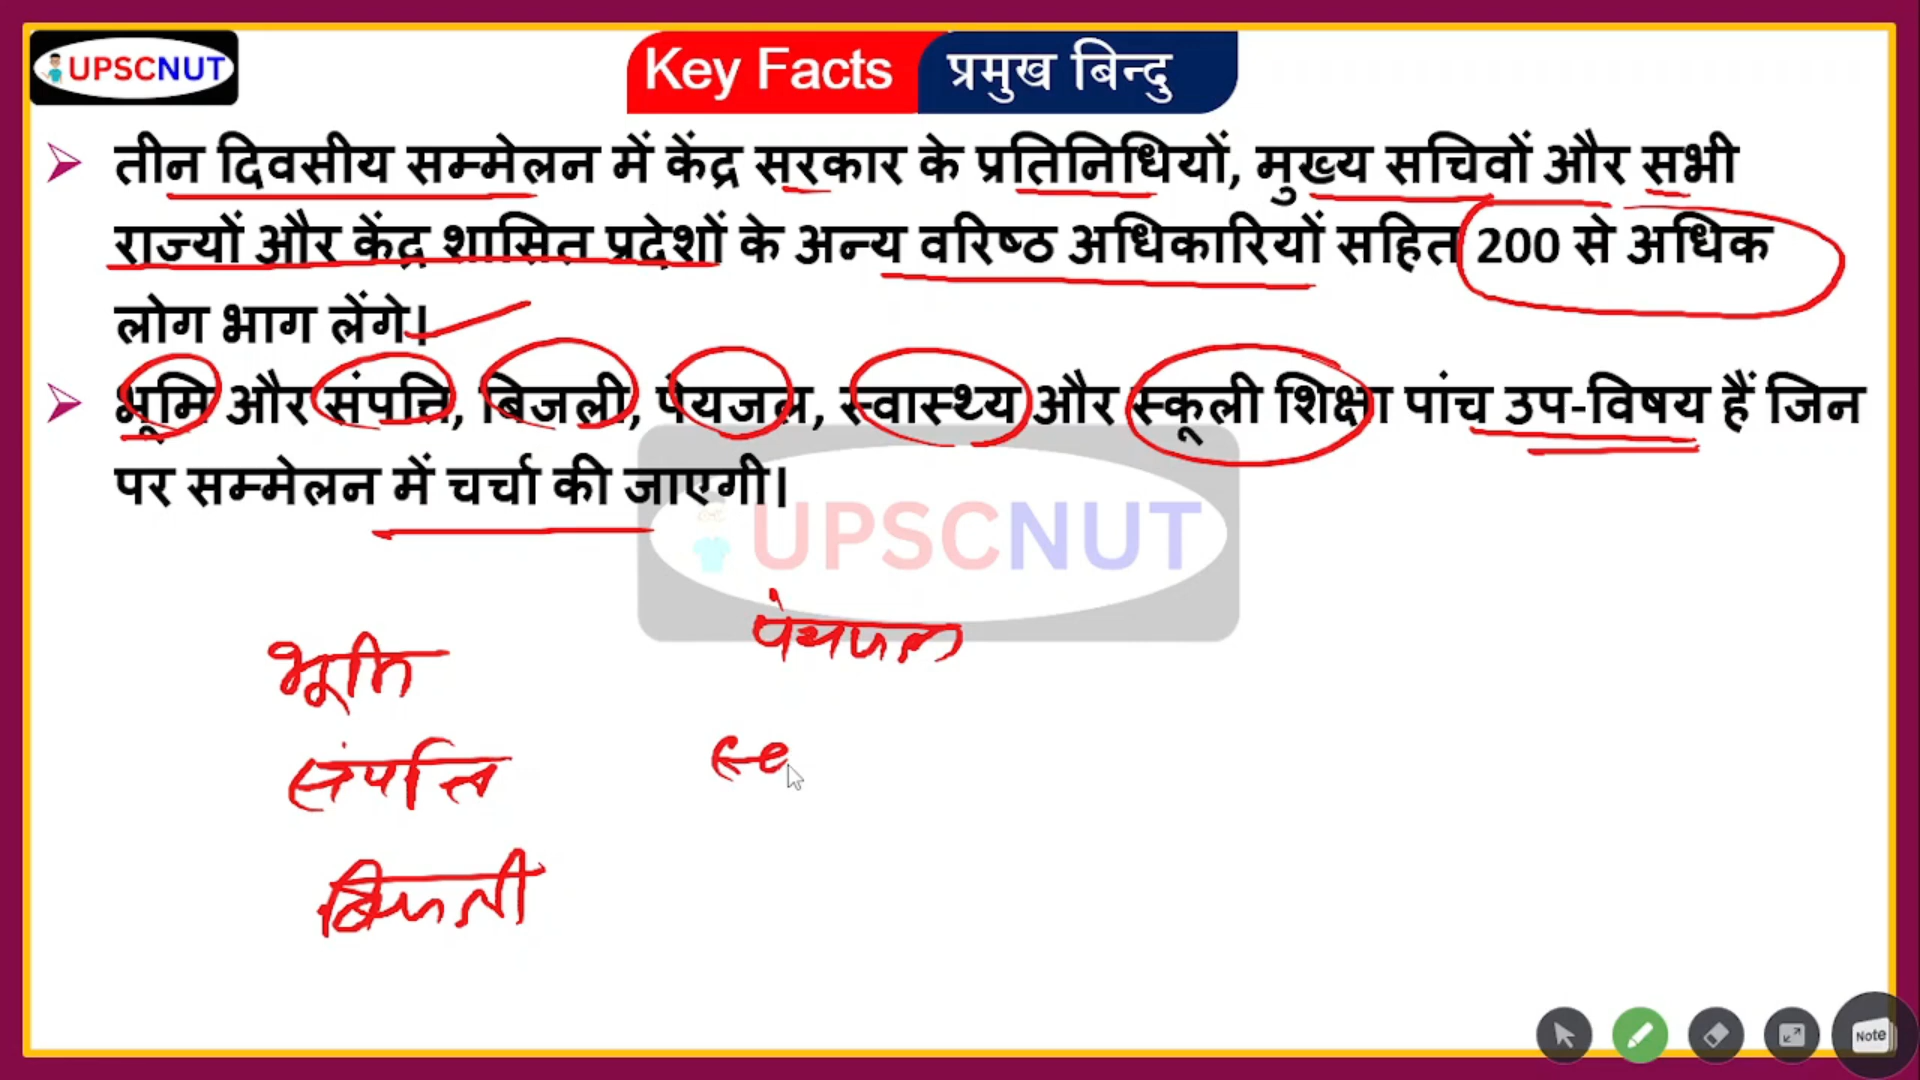 UPSCNUT
Key Facts प्रमुख बिन्दु
तीन दिवसीय सम्मेलन में केंद्र सरकार के प्रतिनिधियों, मुख्य सचिवों और सभी
राज्यों और केंद्र शासित प्रदेशों के अन्य वरिष्ठ अधिकारियों सहित 200 से अधिक
लोग भाग लेंगे।
भूमि और संपत्ति, बिजली, पेयजल, स्वास्थ्य और स्कूली शिक्षा पांच उप-विषय हैं जिन
पर सम्मेलन में चर्चा की जाएगी।
UPSCNUT
पेयजल
भूमि
संपत्ति
बिजली
Note